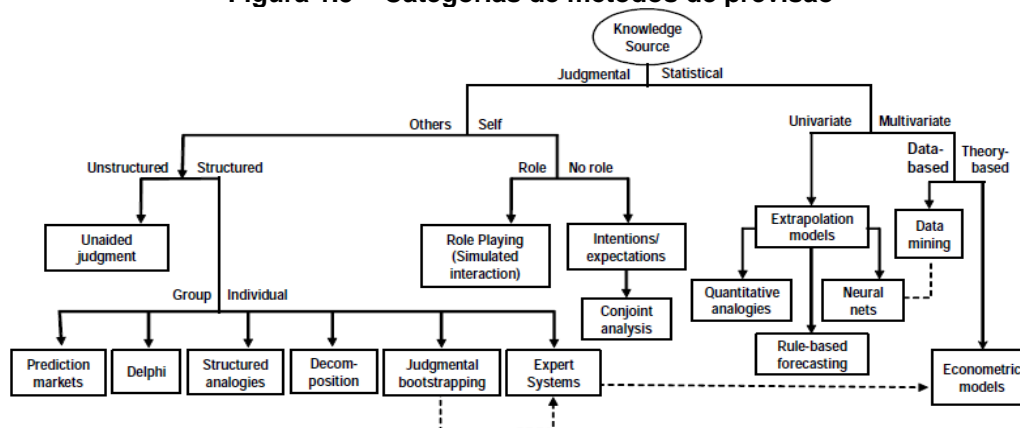 Knowledge
Source
Judgmental Statistical
Others Self
Univariate Multivariate
Unstructured Structured
Role No role
Data-
based
Theory-
based
Unaided
judgment
Role Playing
(Simulated
interaction)
Intentions/
expectations
Extrapolation
models
Data
mining
Group Individual
Conjoint
analysis
Quantitative
analogies
Neural
nets
Prediction
markets
Delphi
Structured
analogies
Decom-
position
Judgmental
bootstrapping
Expert
Systems
Rule-based
forecasting
Econometric
models